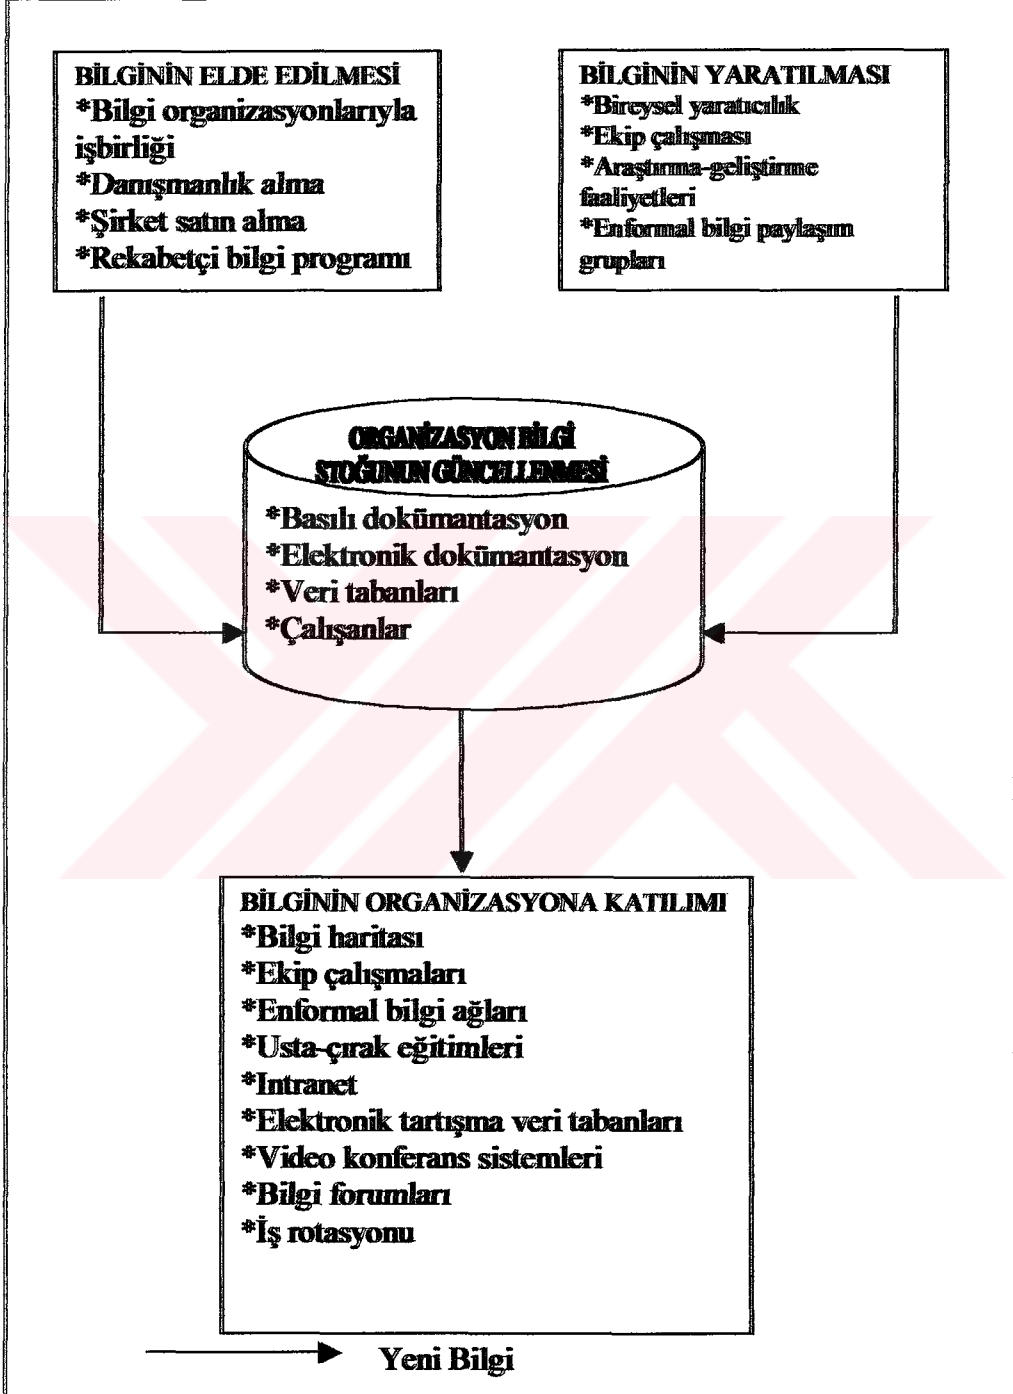 BİLGİNİN ELDE EDİLMESİ
*Bilgi organizasyonlarıyla
işbirliği
*Danışmanlık alma
*Şirket satın alma
*Rekabetçi bilgi programı
BİLGİNİN YARATILMASI
*Bireysel yaratıcılık
*Ekip çalışması
*Araştırma-geliştirme
faaliyetleri
*Enformal bilgi paylaşım
grupları
ORGANİZASYON BİLGİ
STOĞUNUN GÜNCELLENMESİ
*Basılı dokümantasyon
*Elektronik dokümantasyon
*Veri tabanları
*Çalışanlar
BİLGİNİN ORGANİZASYONA KATILIMI
*Bilgi haritası
*Ekip çalışmaları
*Enformal bilgi ağları
*Usta-çırak eğitimleri
*Intranet
*Elektronik tartışma veri tabanları
*Video konferans sistemleri
*Bilgi forumları
*İş rotasyonu
Yeni Bilgi